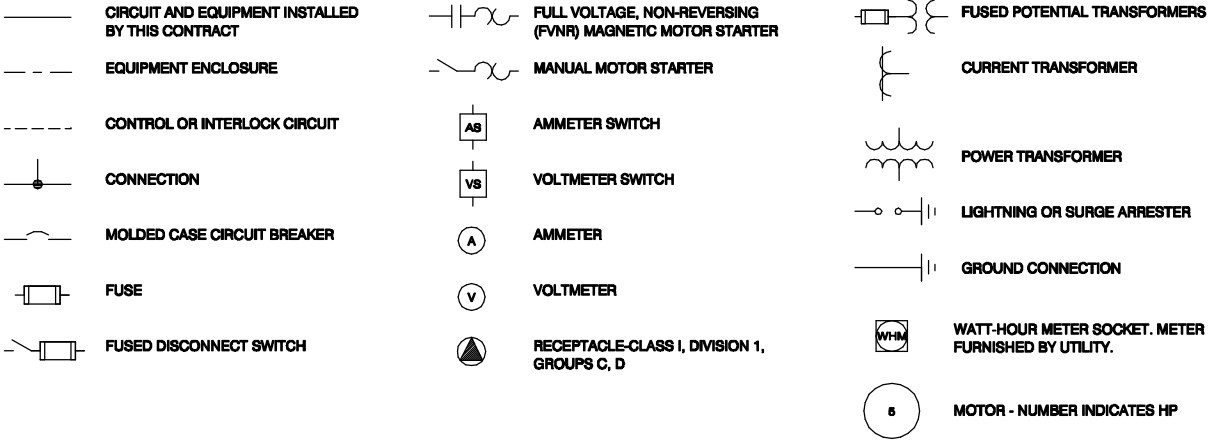 CIRCUIT AND EQUIPMENT INSTALLED
BY THIS CONTRACT
EQUIPMENT ENCLOSURE
CONTROL OR INTERLOCK CIRCUIT
CONNECTION
MOLDED CASE CIRCUIT BREAKER
FUSE
FUSED DISCONNECT SWITCH
FULL VOLTAGE, NON-REVERSING
(FVNR) MAGNETIC MOTOR STARTER
MANUAL MOTOR STARTER
AS AMMETER SWITCH
VS VOLTMETER SWITCH
A AMMETER
V VOLTMETER
RECEPTACLE-CLASS I, DIVISION 1,
GROUPS C, D
FUSED POTENTIAL TRANSFORMERS
CURRENT TRANSFORMER
POWER TRANSFORMER
LIGHTNING OR SURGE ARRESTER
GROUND CONNECTION
WHM WATT-HOUR METER SOCKET. METER
FURNISHED BY UTILITY.
5 MOTOR - NUMBER INDICATES HP